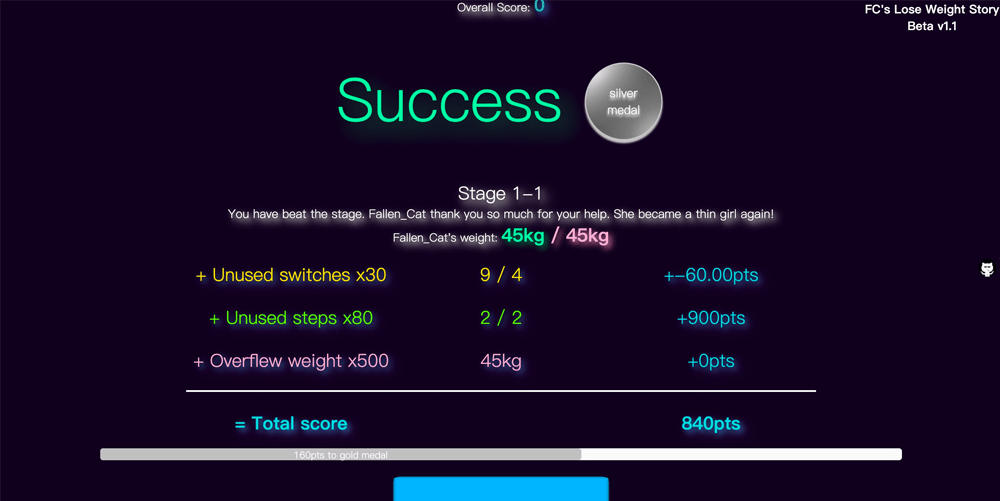 Overall Score: 0
FC's Lose Weight Story
Beta v1.1
Success
silver
medal
Stage 1-1
You have beat the stage. Fallen_Cat thank you so much for your help. She became a thin girl again!
Fallen_Cat's weight: 45kg / 45kg
+ Unused switches x30 9 / 4 +-60.00pts
+ Unused steps x80 2 / 2 +900pts
+ Overflew weight x500 45kg +0pts
= Total score 840pts
160pts to gold medal